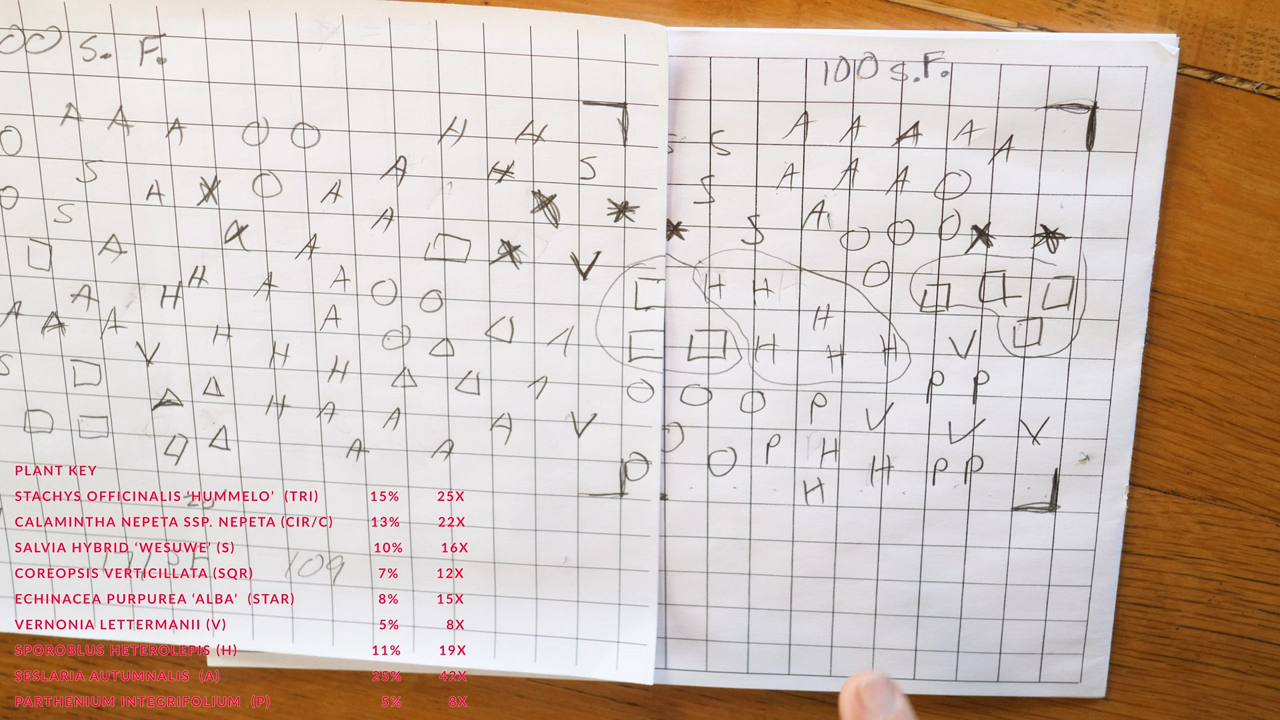 00 S. F.
100 S.F.
A A A O O H H
S S A A A A A
O S A O A A H S
S A A A O
O S A
S A O O O
A A A V
H H A A O O
H H O
A A A H A O
H
V H
H H H V
S H
O O O P V P P
H A A A V
A A
O O P H H V V P P
H
PLANT KEY
STACHYS OFFICINALIS 'HUMMELO' (TRI) 15% 25X
CALAMINTHA NEPETA SSP. NEPETA (CIR/C) 13% 22X
SALVIA HYBRID 'WESUWE' (S) 10% 16X
COREOPSIS VERTICILLATA (SQR) 7% 12X
ECHINACEA PURPUREA 'ALBA' (STAR) 8% 15X
VERNONIA LETTERMANII (V) 5% 8X
SPOROBLUS HETEROLEPIS (H) 11% 19X
SESLARIA AUTUMNALIS (A) 25% 42X
PARTHENIUM INTEGRIFOLIUM (P) 5% 8X
109